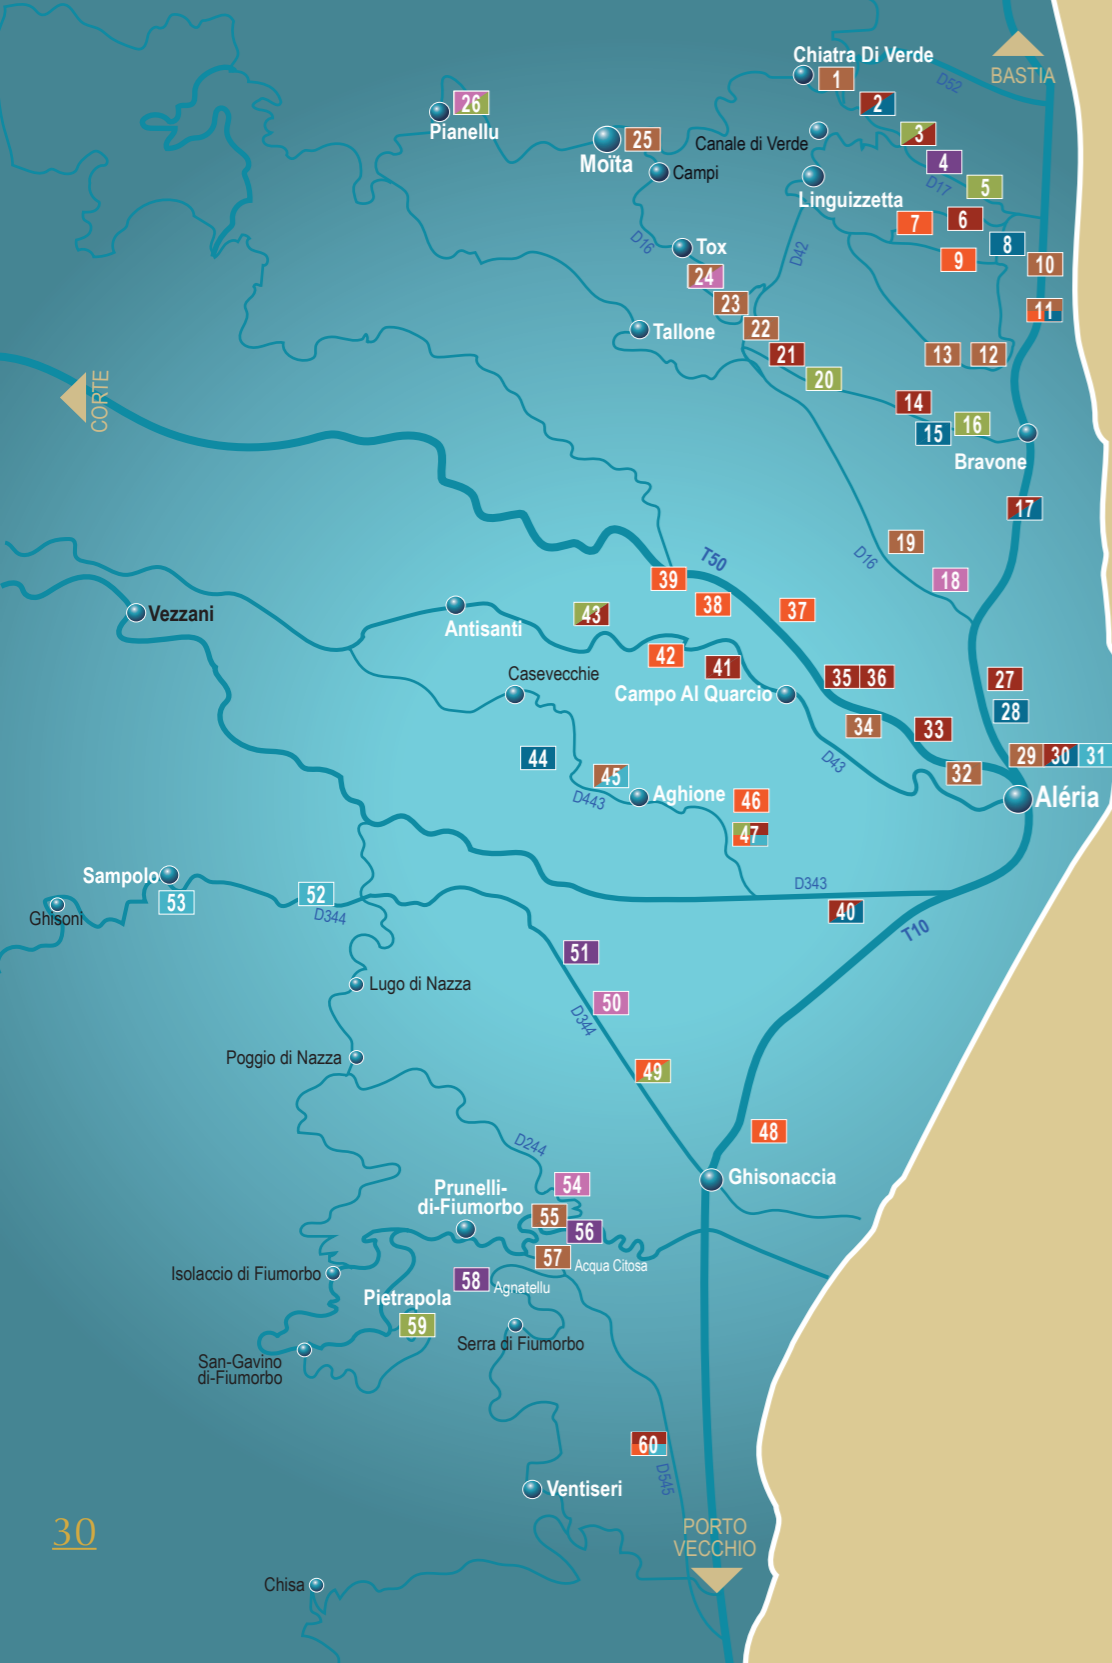 Chiatra Di Verde
1
BASTIA
D52
2
26
Pianellu
3
25
Moïta
Canale di Verde
4
Campi
D17
5
Linguizzetta
7
6
8
D16
Tox
D42
9
10
24
23
11
22
Tallone
21
13
12
20
CORTE
14
16
15
Bravone
17
19
T50
D16
39
18
38
37
43
Vezzani
Antisanti
42
41
Casevecchie
Campo Al Quarcio
35
36
27
28
34
33
44
29
30
31
D43
45
32
D443
Aghione
46
Aléria
47
Sampolo
53
52
D343
Ghisoni
D344
40
T10
51
Lugo di Nazza
50
D344
Poggio di Nazza
49
48
D244
Ghisonaccia
54
Prunelli-
di-Fiumorbo
55
56
57
Acqua Citosa
Isolaccio di Fiumorbo
58
Agnatellu
Pietrapola
59
Serra di Fiumorbo
San-Gavino
di-Fiumorbo
60
D545
Ventiseri
30
PORTO
VECCHIO
Chisa